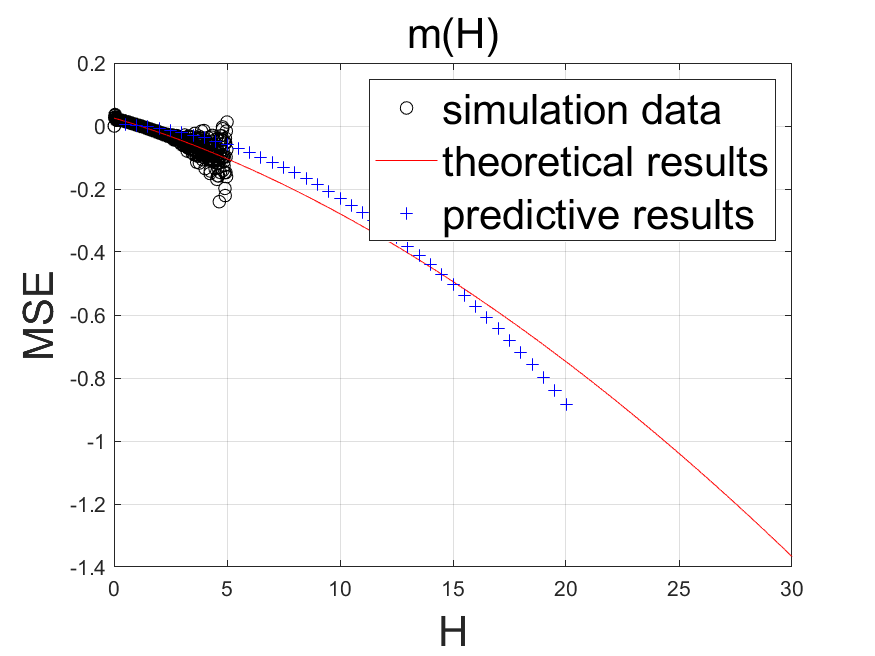 m(H)
simulation data
theoretical results
predictive results
MSE
0.2
0
-0.2
-0.4
-0.6
-0.8
-1
-1.2
-1.4
0 5 10 15 20 25 30
H